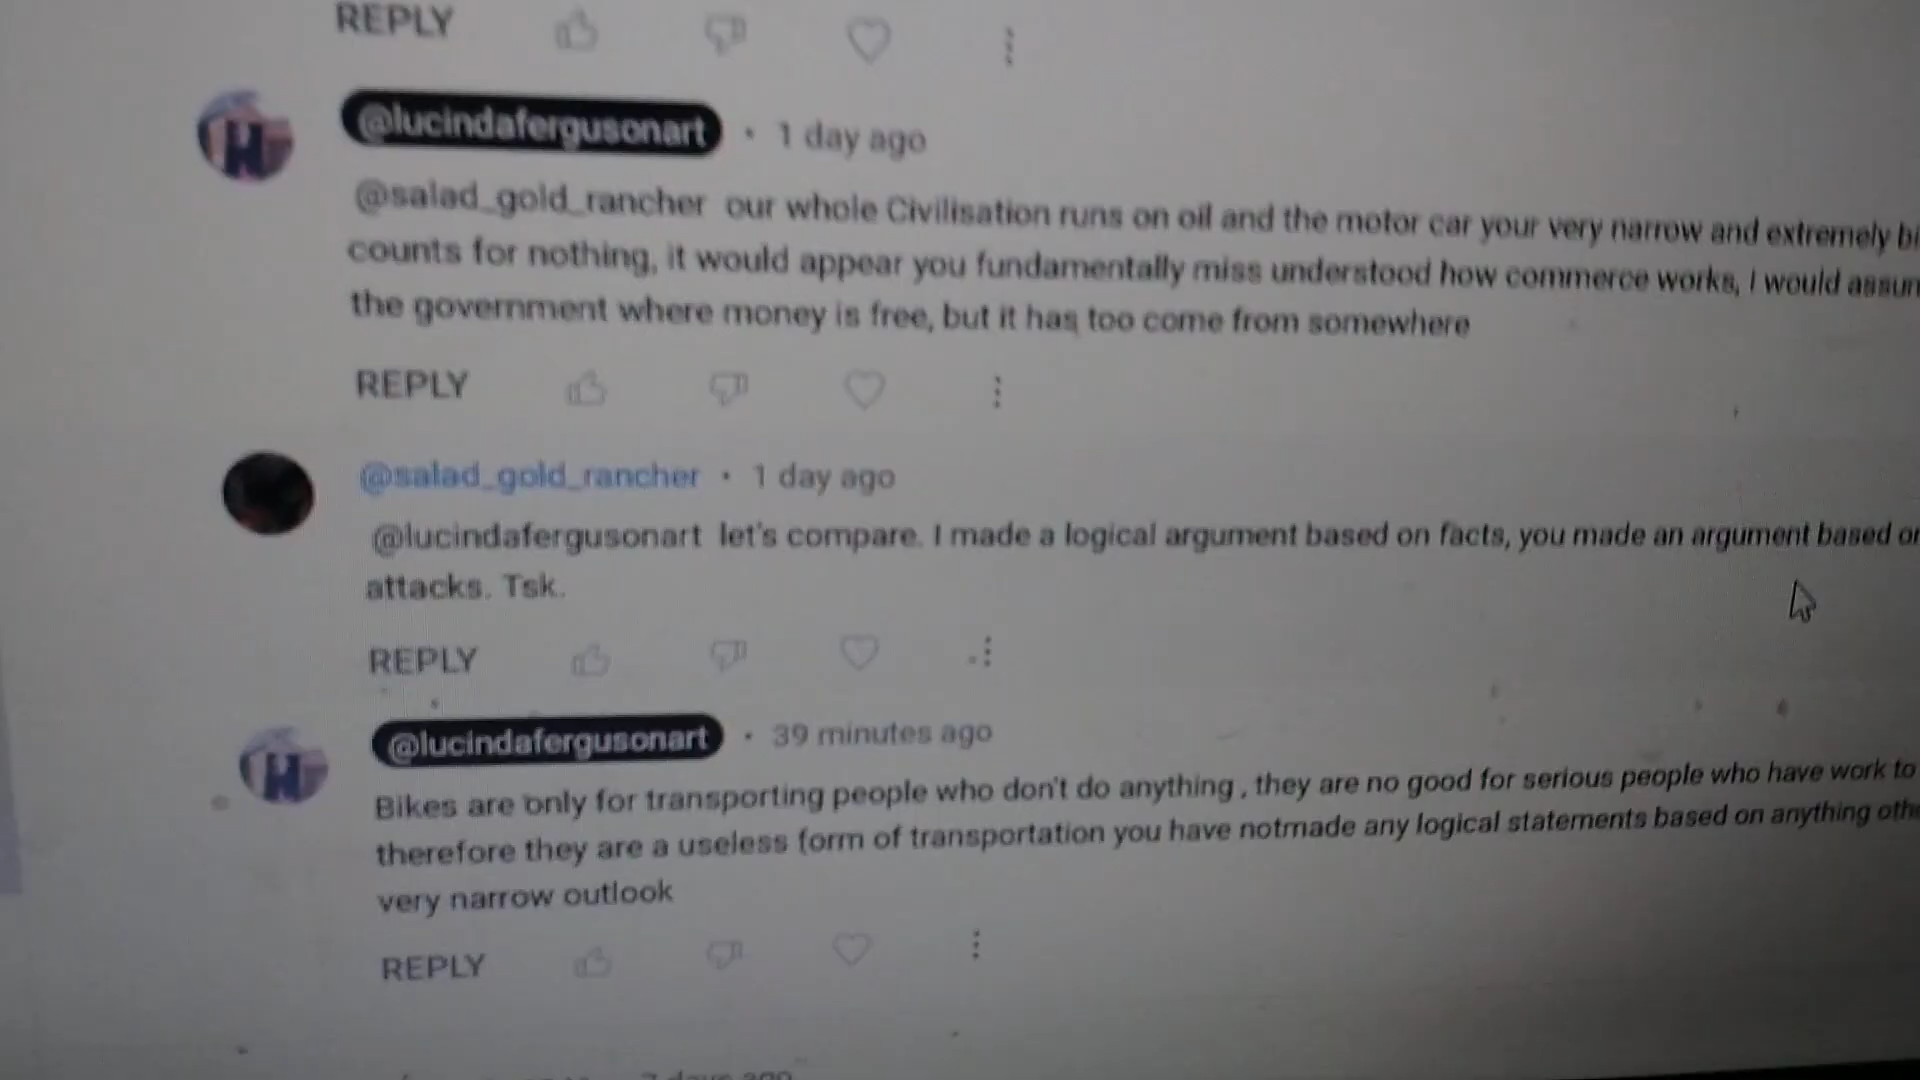 REPLY
@lucindafergusonart • 1 day ago
@salad_gold_rancher our whole Civilisation runs on oil and the motor car your very narrow and extremely bi
counts for nothing, it would appear you fundamentally miss understood how commerce works, I would assum
the government where money is free, but it has too come from somewhere
REPLY
@salad_gold_rancher • 1 day ago
@lucindafergusonart let's compare. I made a logical argument based on facts, you made an argument based on
attacks. Tsk.
REPLY
@lucindafergusonart • 39 minutes ago
Bikes are only for transporting people who don't do anything , they are no good for serious people who have work to
therefore they are a useless form of transportation you have notmade any logical statements based on anything othe
very narrow outlook
REPLY
7 days ago